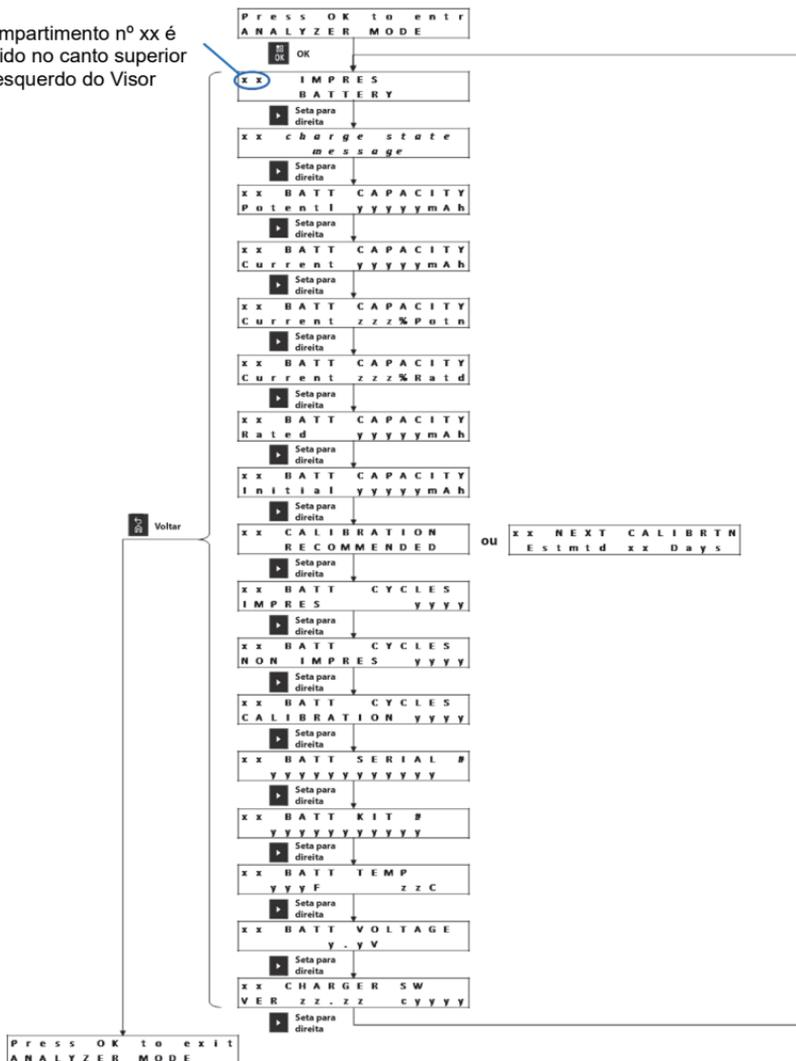 mpartimento nº xx é
ido no canto superior
esquerdo do Visor
Press OK to entr
ANALYZER MODE
OK
OK
xx IMPRES
BATTERY
Seta para
direita
xx charge state
message
Seta para
direita
xx BATT CAPACITY
Potentl yyyyymAh
Seta para
direita
xx BATT CAPACITY
Current yyyyymAh
Seta para
direita
xx BATT CAPACITY
Current zzz%Potn
Seta para
direita
xx BATT CAPACITY
Current zzz%Ratd
Seta para
direita
xx BATT CAPACITY
Rated yyyyymAh
Seta para
direita
xx BATT CAPACITY
Initial yyyyymAh
Seta para
direita
Voltar
xx CALIBRATION
RECOMMENDED
ou
xx NEXT CALIBRTN
Estmtd xx Days
Seta para
direita
xx BATT CYCLES
IMPRES yyyy
Seta para
direita
xx BATT CYCLES
NON IMPRES yyyy
Seta para
direita
xx BATT CYCLES
CALIBRATION yyyy
Seta para
direita
xx BATT SERIAL #
yyyyyyyyyyyy
Seta para
direita
xx BATT KIT #
yyyyyyyyyyy
Seta para
direita
xx BATT TEMP
yyyF zzC
Seta para
direita
xx BATT VOLTAGE
y.yV
Seta para
direita
xx CHARGER SW
VER zz.zz cyyyy
Seta para
direita
Press OK to exit
ANALYZER MODE